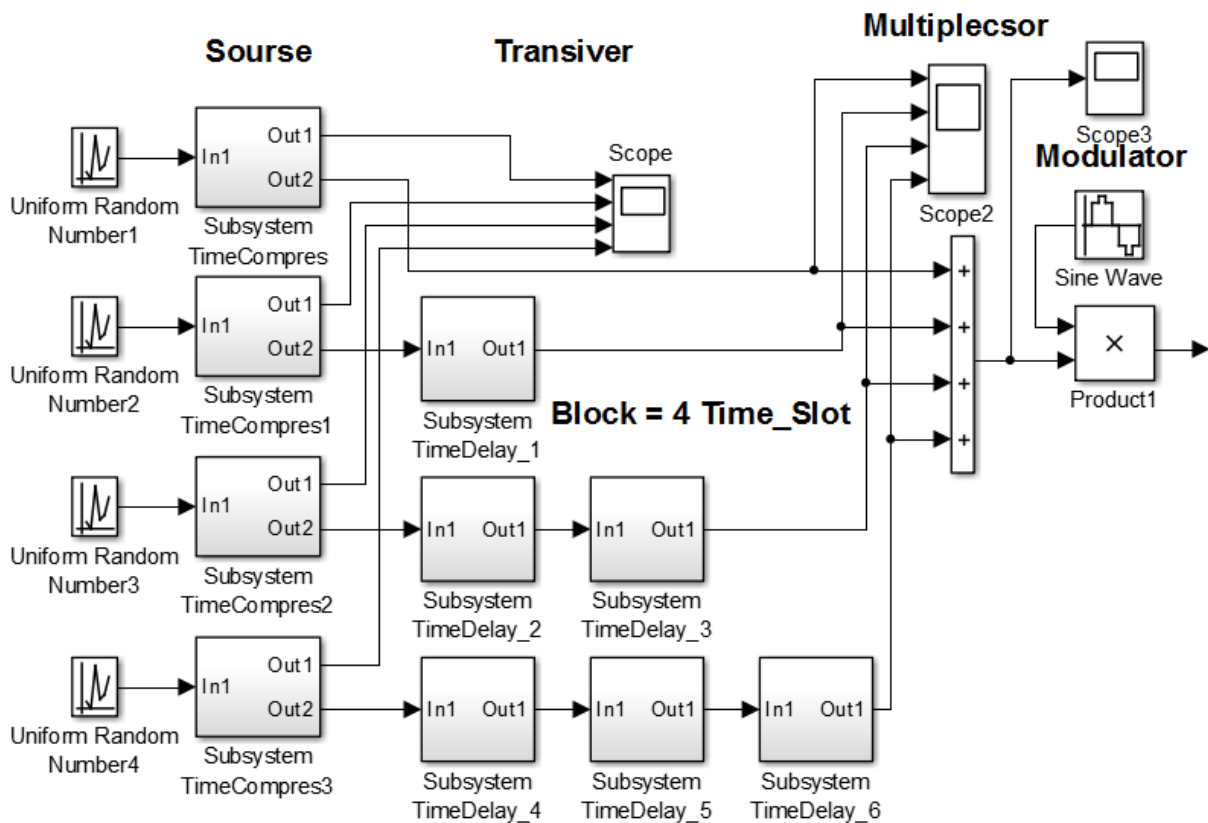 Sourse
Transiver
Multiplecsor
Scope3
Modulator
Scope
Scope2
Sine Wave
Product1
Block = 4 Time_Slot
Uniform Random
Number1
In1
Out1
Out2
Subsystem
TimeCompres
Uniform Random
Number2
In1
Out1
Out2
Subsystem
TimeCompres1
In1
Out1
Subsystem
TimeDelay_1
Uniform Random
Number3
In1
Out1
Out2
Subsystem
TimeCompres2
In1
Out1
Subsystem
TimeDelay_2
In1
Out1
Subsystem
TimeDelay_3
Uniform Random
Number4
In1
Out1
Out2
Subsystem
TimeCompres3
In1
Out1
Subsystem
TimeDelay_4
In1
Out1
Subsystem
TimeDelay_5
In1
Out1
Subsystem
TimeDelay_6
+
+
+
+
×